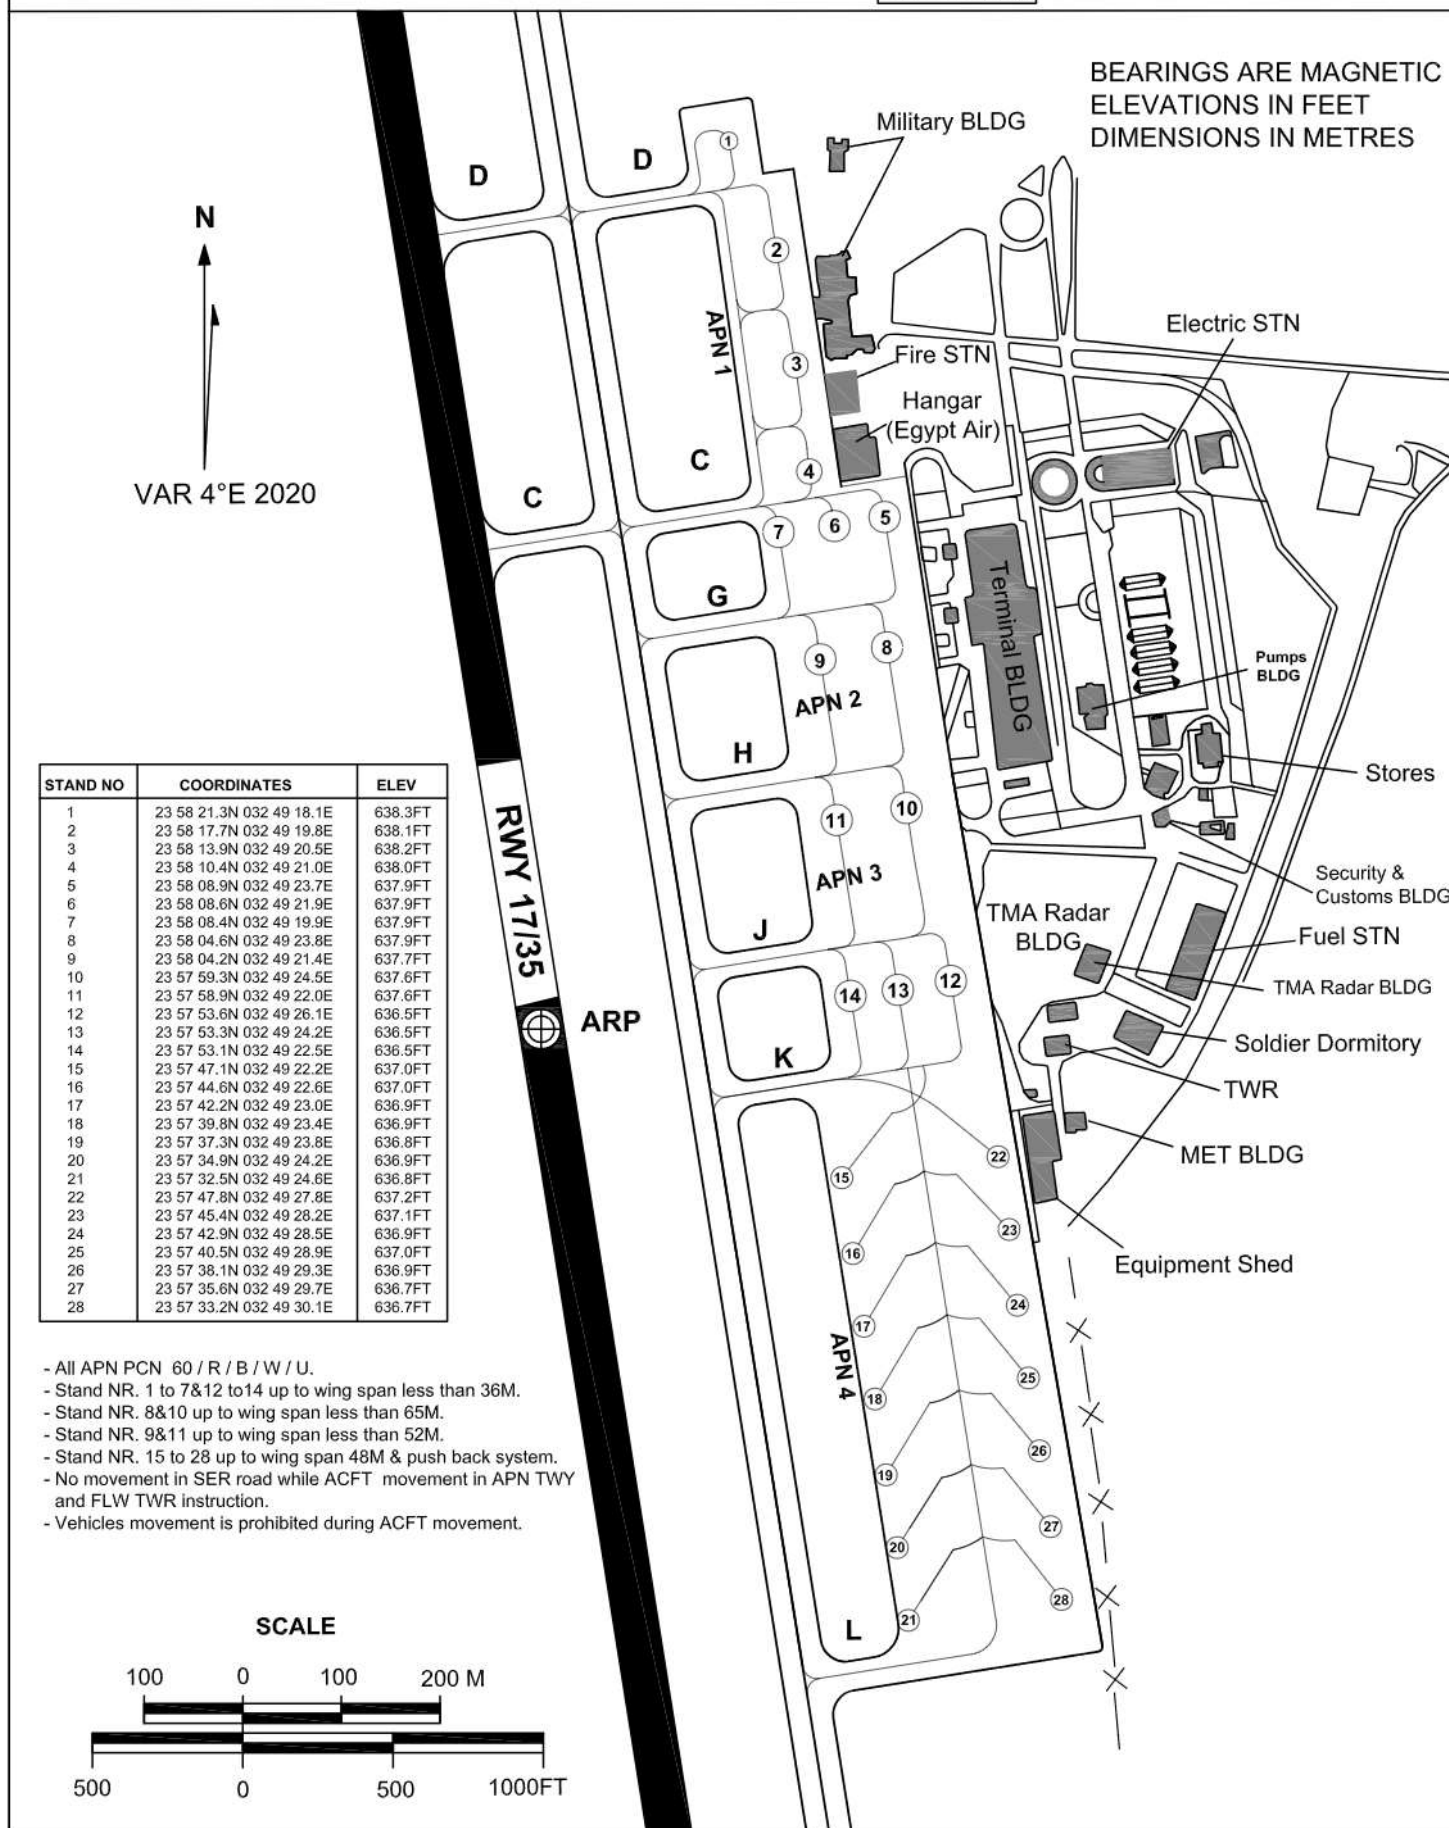 BEARINGS ARE MAGNETIC
ELEVATIONS IN FEET
DIMENSIONS IN METRES
Military BLDG
1
D
D
N
2
APN 1
Electric STN
Fire STN
3
Hangar
(Egypt Air)
C
4
VAR 4°E 2020
C
5
6
7
Terminal BLDG
G
8
9
Pumps
BLDG
APN 2
H
Stores
10
11
RWY 17/35
APN 3
Security &
Customs BLDG
TMA Radar
BLDG
J
Fuel STN
12
13
14
TMA Radar BLDG
ARP
Soldier Dormitory
K
TWR
22
MET BLDG
15
23
16
Equipment Shed
24
17
APN 4
25
18
26
19
27
20
28
21
L
STAND NO COORDINATES ELEV
1 23 58 21.3N 032 49 18.1E 638.3FT
2 23 58 17.7N 032 49 19.8E 638.1FT
3 23 58 13.9N 032 49 20.5E 638.2FT
4 23 58 10.4N 032 49 21.0E 638.0FT
5 23 58 08.9N 032 49 23.7E 637.9FT
6 23 58 08.6N 032 49 21.9E 637.9FT
7 23 58 08.4N 032 49 19.9E 637.9FT
8 23 58 04.6N 032 49 23.8E 637.9FT
9 23 58 04.2N 032 49 21.4E 637.7FT
10 23 57 59.3N 032 49 24.5E 637.6FT
11 23 57 58.9N 032 49 22.0E 637.6FT
12 23 57 53.6N 032 49 26.1E 636.5FT
13 23 57 53.3N 032 49 24.2E 636.5FT
14 23 57 53.1N 032 49 22.5E 636.5FT
15 23 57 47.1N 032 49 22.2E 637.0FT
16 23 57 44.6N 032 49 22.6E 637.0FT
17 23 57 42.2N 032 49 23.0E 636.9FT
18 23 57 39.8N 032 49 23.4E 636.9FT
19 23 57 37.3N 032 49 23.8E 636.8FT
20 23 57 34.9N 032 49 24.2E 636.9FT
21 23 57 32.5N 032 49 24.6E 636.8FT
22 23 57 47.8N 032 49 27.8E 637.2FT
23 23 57 45.4N 032 49 28.2E 637.1FT
24 23 57 42.9N 032 49 28.5E 636.9FT
25 23 57 40.5N 032 49 28.9E 637.0FT
26 23 57 38.1N 032 49 29.3E 636.9FT
27 23 57 35.6N 032 49 29.7E 636.7FT
28 23 57 33.2N 032 49 30.1E 636.7FT
- All APN PCN 60 / R / B / W / U.
- Stand NR. 1 to 7&12 to14 up to wing span less than 36M.
- Stand NR. 8&10 up to wing span less than 65M.
- Stand NR. 9&11 up to wing span less than 52M.
- Stand NR. 15 to 28 up to wing span 48M & push back system.
- No movement in SER road while ACFT movement in APN TWY
and FLW TWR instruction.
- Vehicles movement is prohibited during ACFT movement.
SCALE
100 0 100 200 M
500 0 500 1000FT